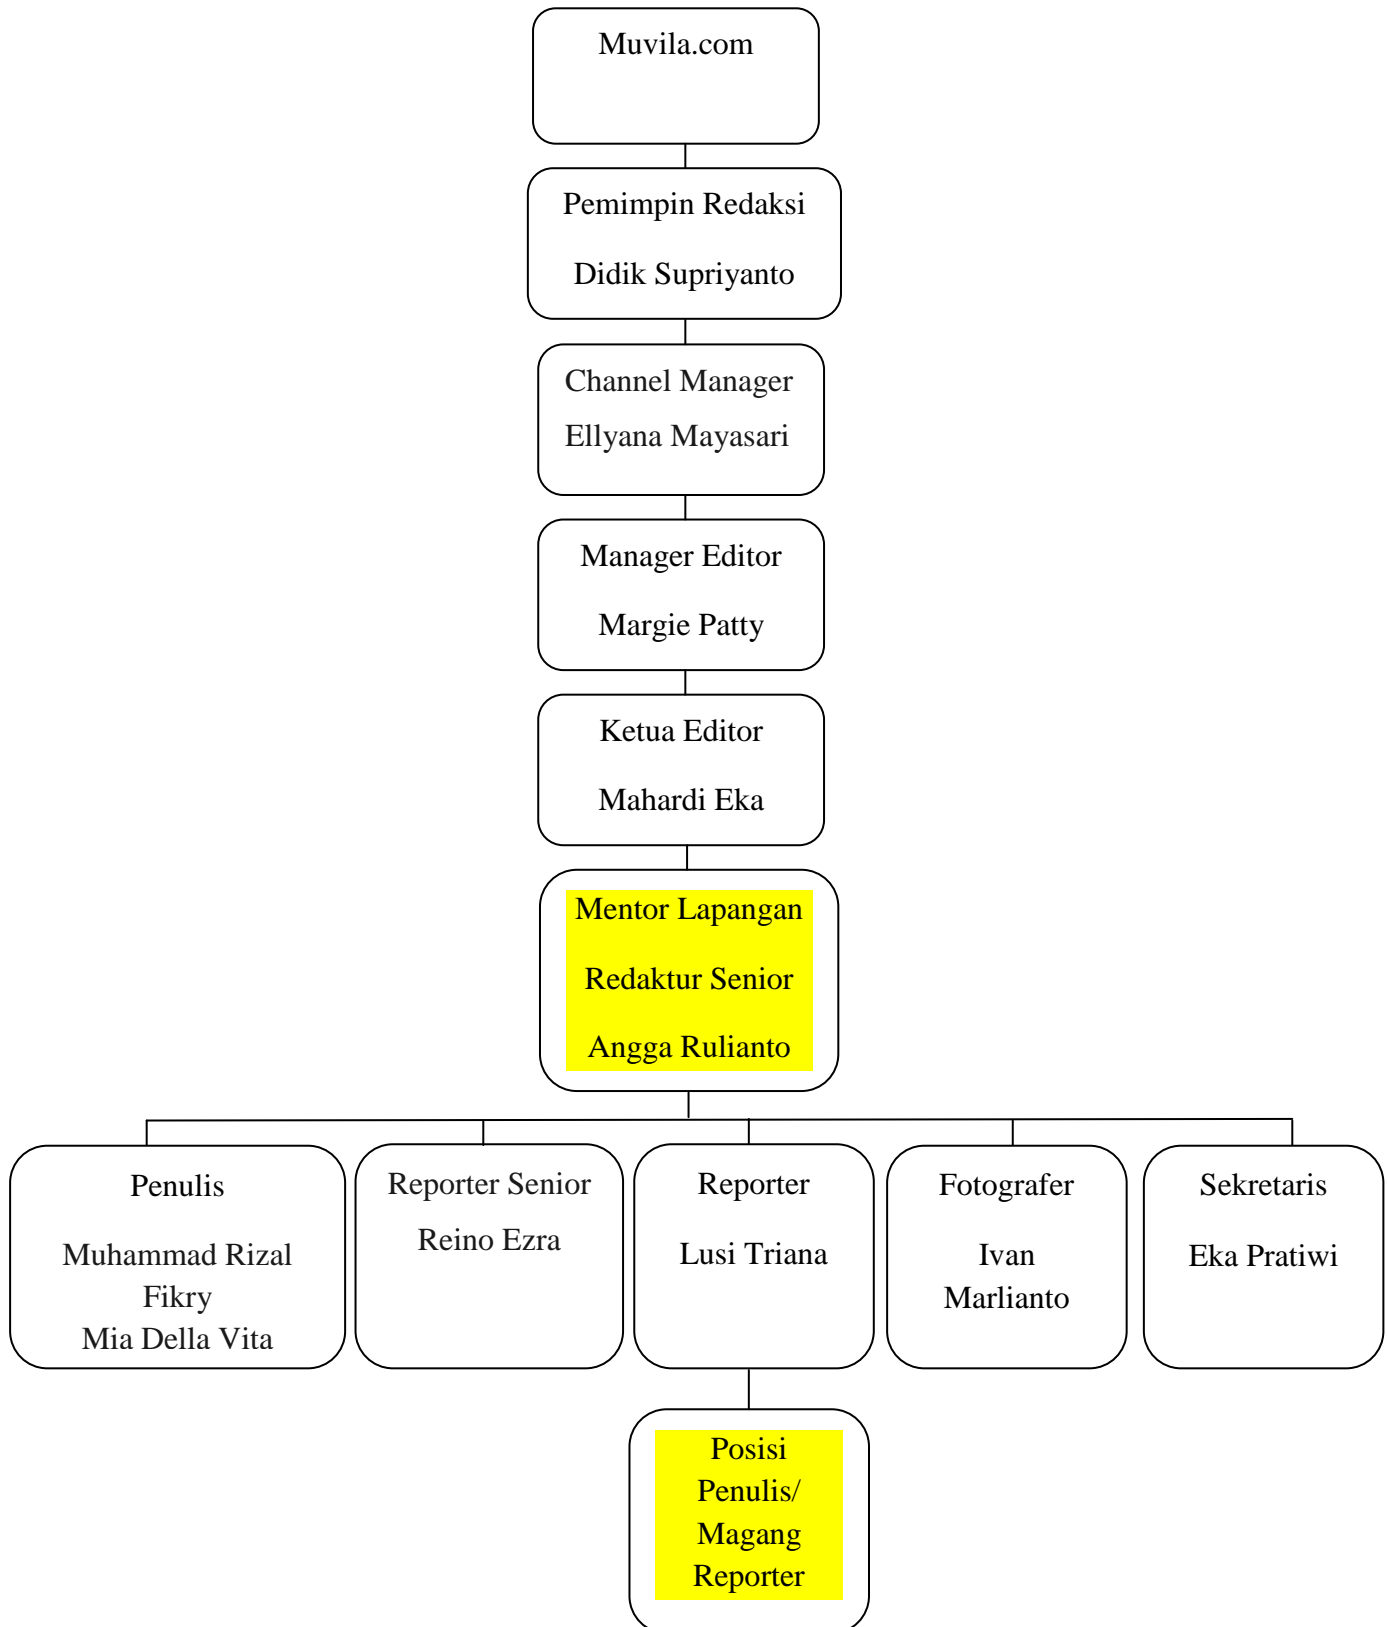 Muvila.com
Pemimpin Redaksi
Didik Supriyanto
Channel Manager
Ellyana Mayasari
Manager Editor
Margie Patty
Ketua Editor
Mahardi Eka
Mentor Lapangan
Redaktur Senior
Angga Rulianto
Penulis
Muhammad Rizal
Fikry
Mia Della Vita
Reporter Senior
Reino Ezra
Reporter
Lusi Triana
Fotografer
Ivan
Marlianto
Sekretaris
Eka Pratiwi
Posisi
Penulis/
Magang
Reporter